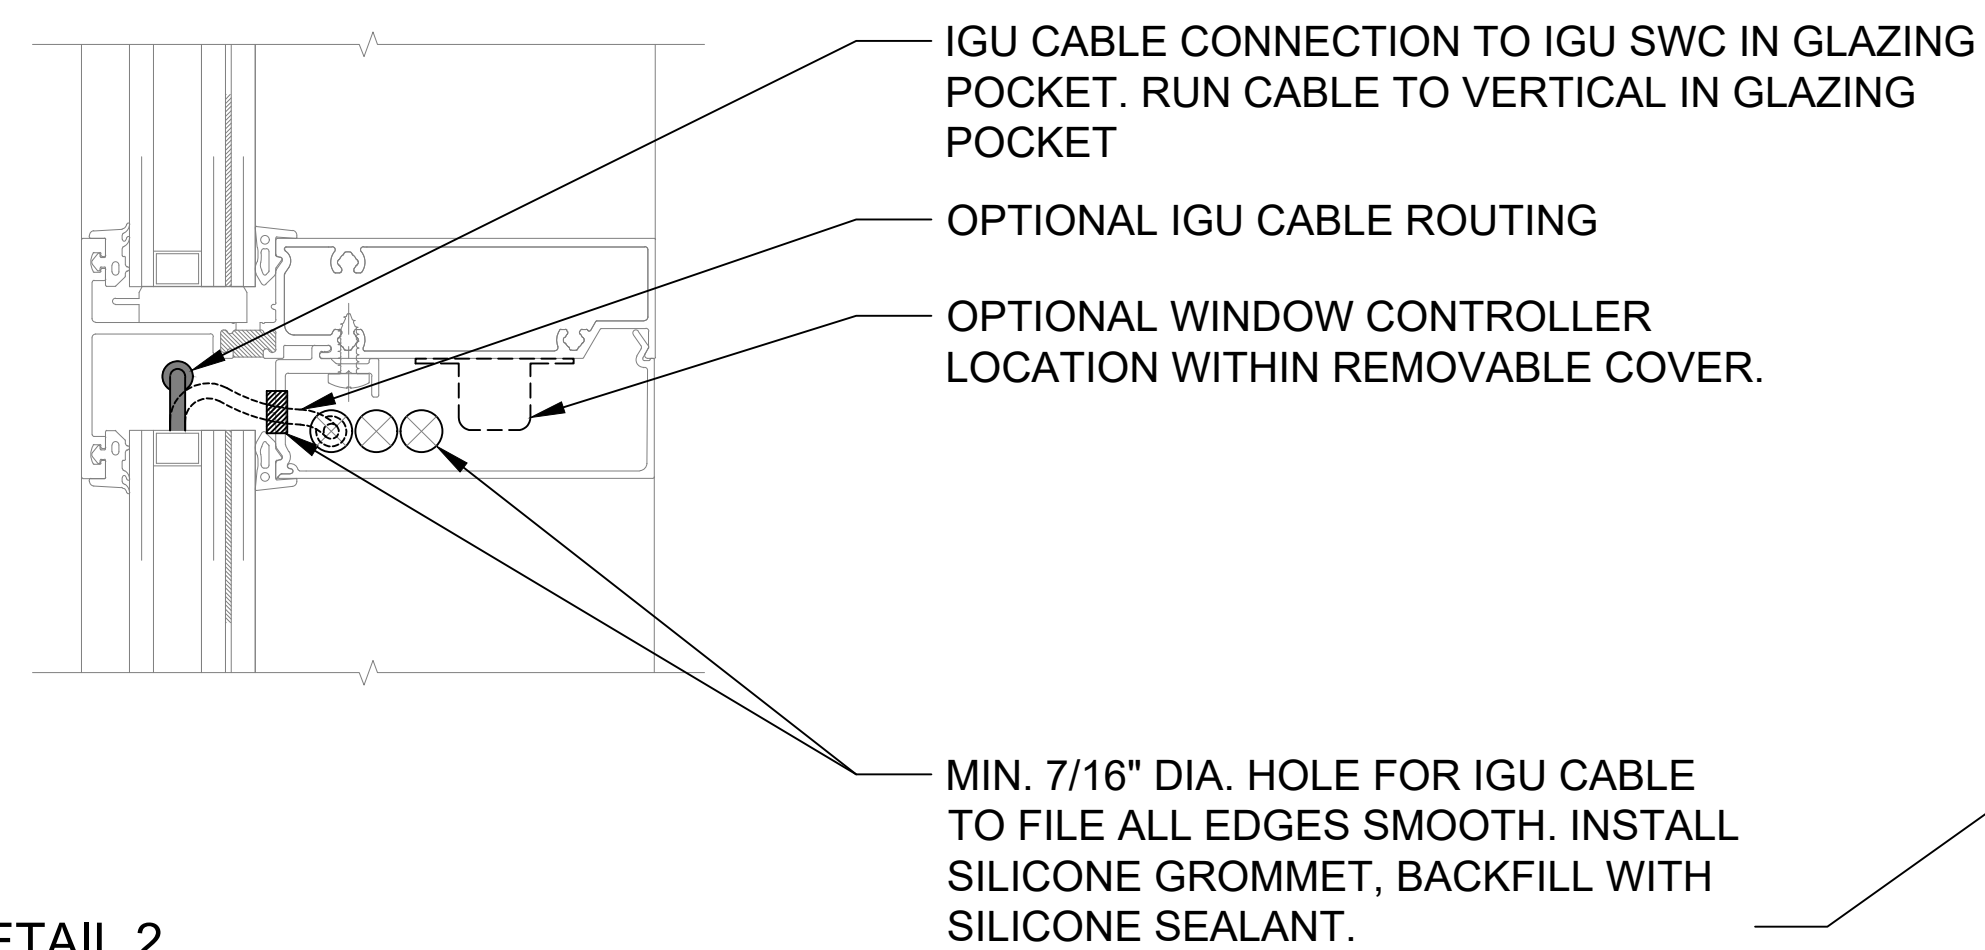 IGU CABLE CONNECTION TO IGU SWC IN GLAZING
POCKET. RUN CABLE TO VERTICAL IN GLAZING
POCKET
OPTIONAL IGU CABLE ROUTING
OPTIONAL WINDOW CONTROLLER
LOCATION WITHIN REMOVABLE COVER.
MIN. 7/16" DIA. HOLE FOR IGU CABLE
TO FILE ALL EDGES SMOOTH. INSTALL
SILICONE GROMMET, BACKFILL WITH
SILICONE SEALANT.
ETAIL 2